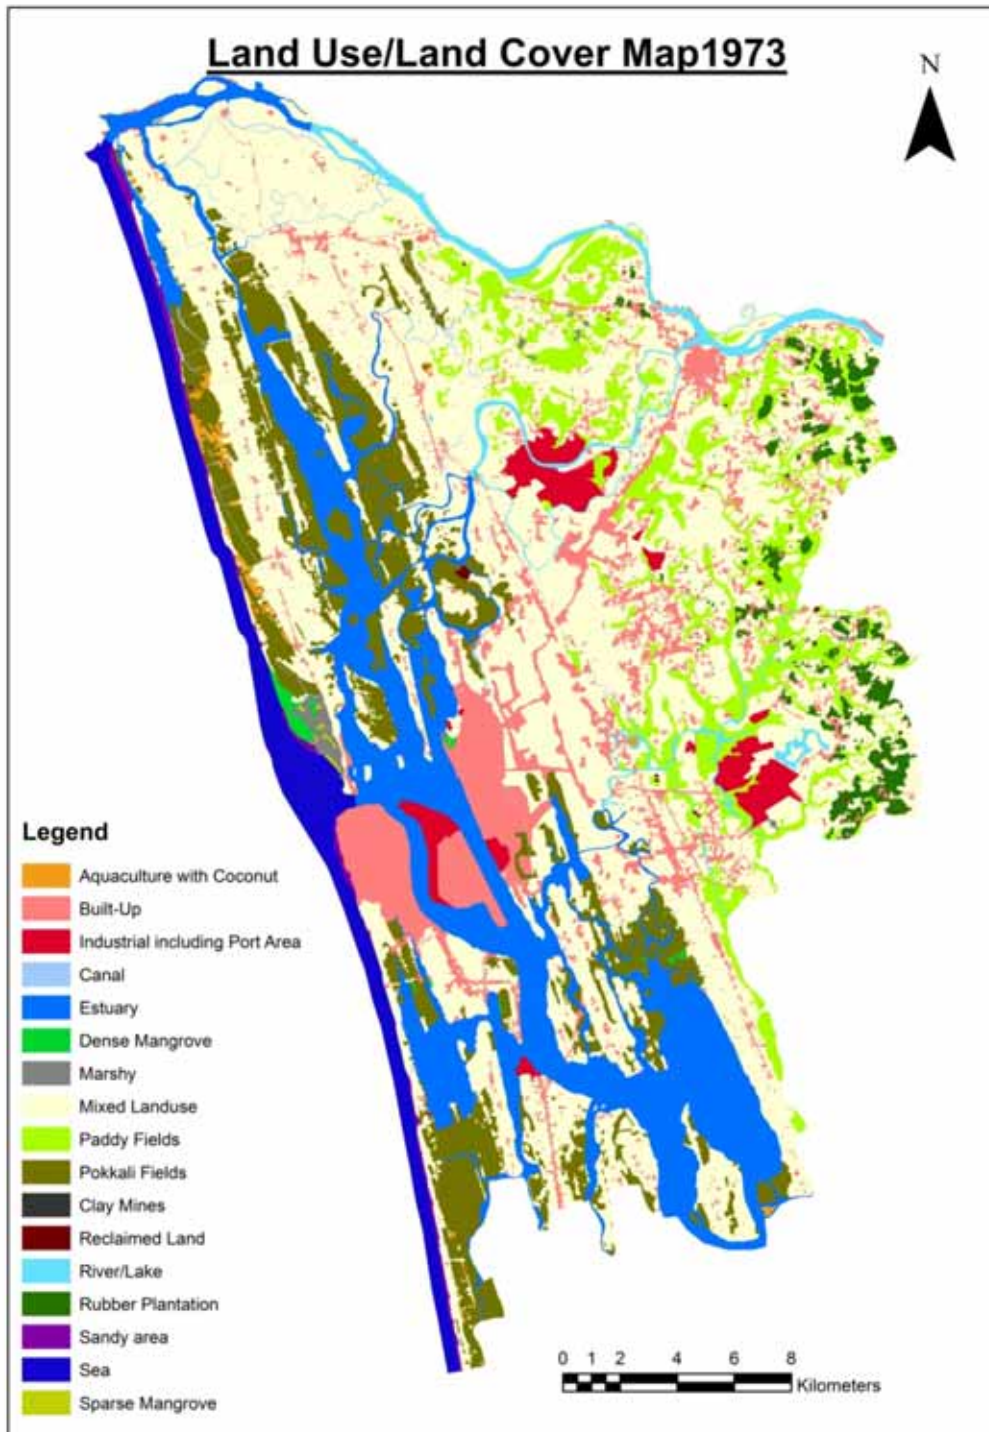 Land Use/Land Cover Map1973
N
Legend
Aquaculture with Coconut
Built-Up
Industrial including Port Area
Canal
Estuary
Dense Mangrove
Marshy
Mixed Landuse
Paddy Fields
Pokkali Fields
Clay Mines
Reclaimed Land
River/Lake
Rubber Plantation
Sandy area
Sea
Sparse Mangrove
0 1 2 4 6 8
Kilometers